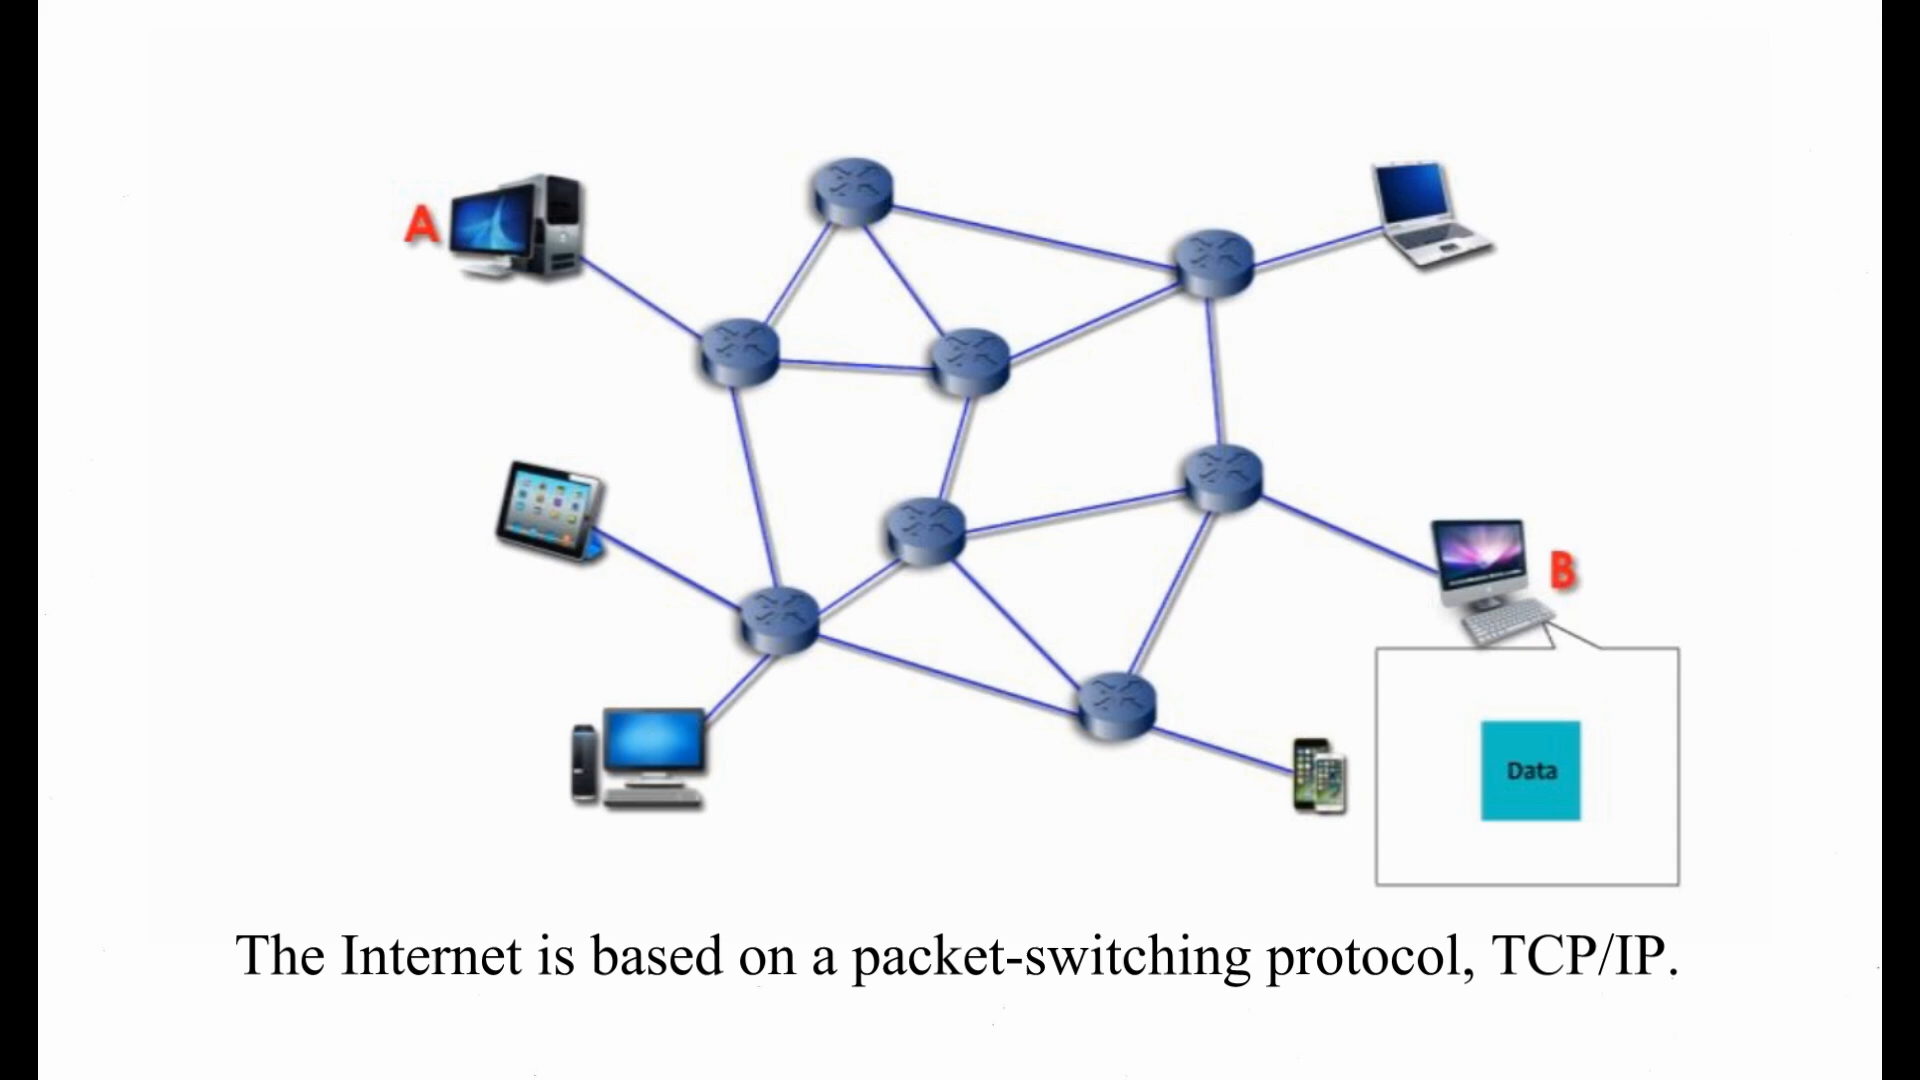 A
B
Data
The Internet is based on a packet-switching protocol, TCP/IP.